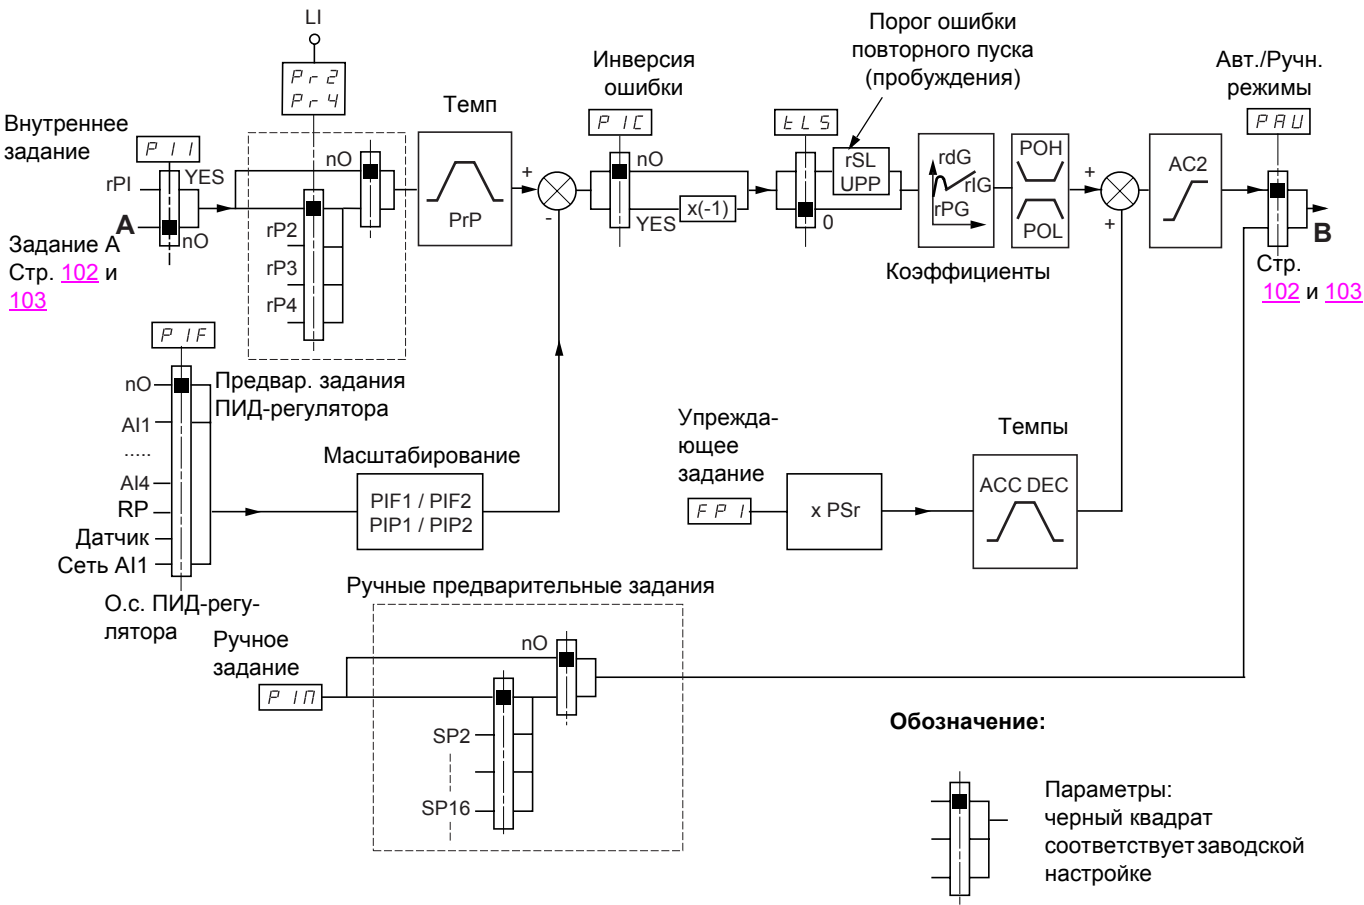 LI
Pr2
Pr4
Внутреннее
задание
PII
rPI
YES
A
nO
Задание А
Стр. 102 и
103
nO
rP2
rP3
rP4
Предвар. задания
ПИД-регулятора
Темп
PrP
+
-
Инверсия
ошибки
PIC
nO
YES
x(-1)
Порог ошибки
повторного пуска
(пробуждения)
tLS
rSL
UPP
0
rdG
rIG
rPG
POH
POL
Коэффициенты
+
+
AC2
Авт./Ручн.
режимы
PAU
B
Стр.
102 и 103
PIF
nO
AI1
.....
AI4
RP
Датчик
Сеть AI1
О.с. ПИД-регу-
лятора
Масштабирование
PIF1 / PIF2
PIP1 / PIP2
Упрежда-
ющее
задание
FPI
x PSr
Темпы
ACC DEC
Ручные предварительные задания
Ручное
задание
PIM
nO
SP2
SP16
Обозначение:
Параметры:
черный квадрат
соответствует заводской
настройке